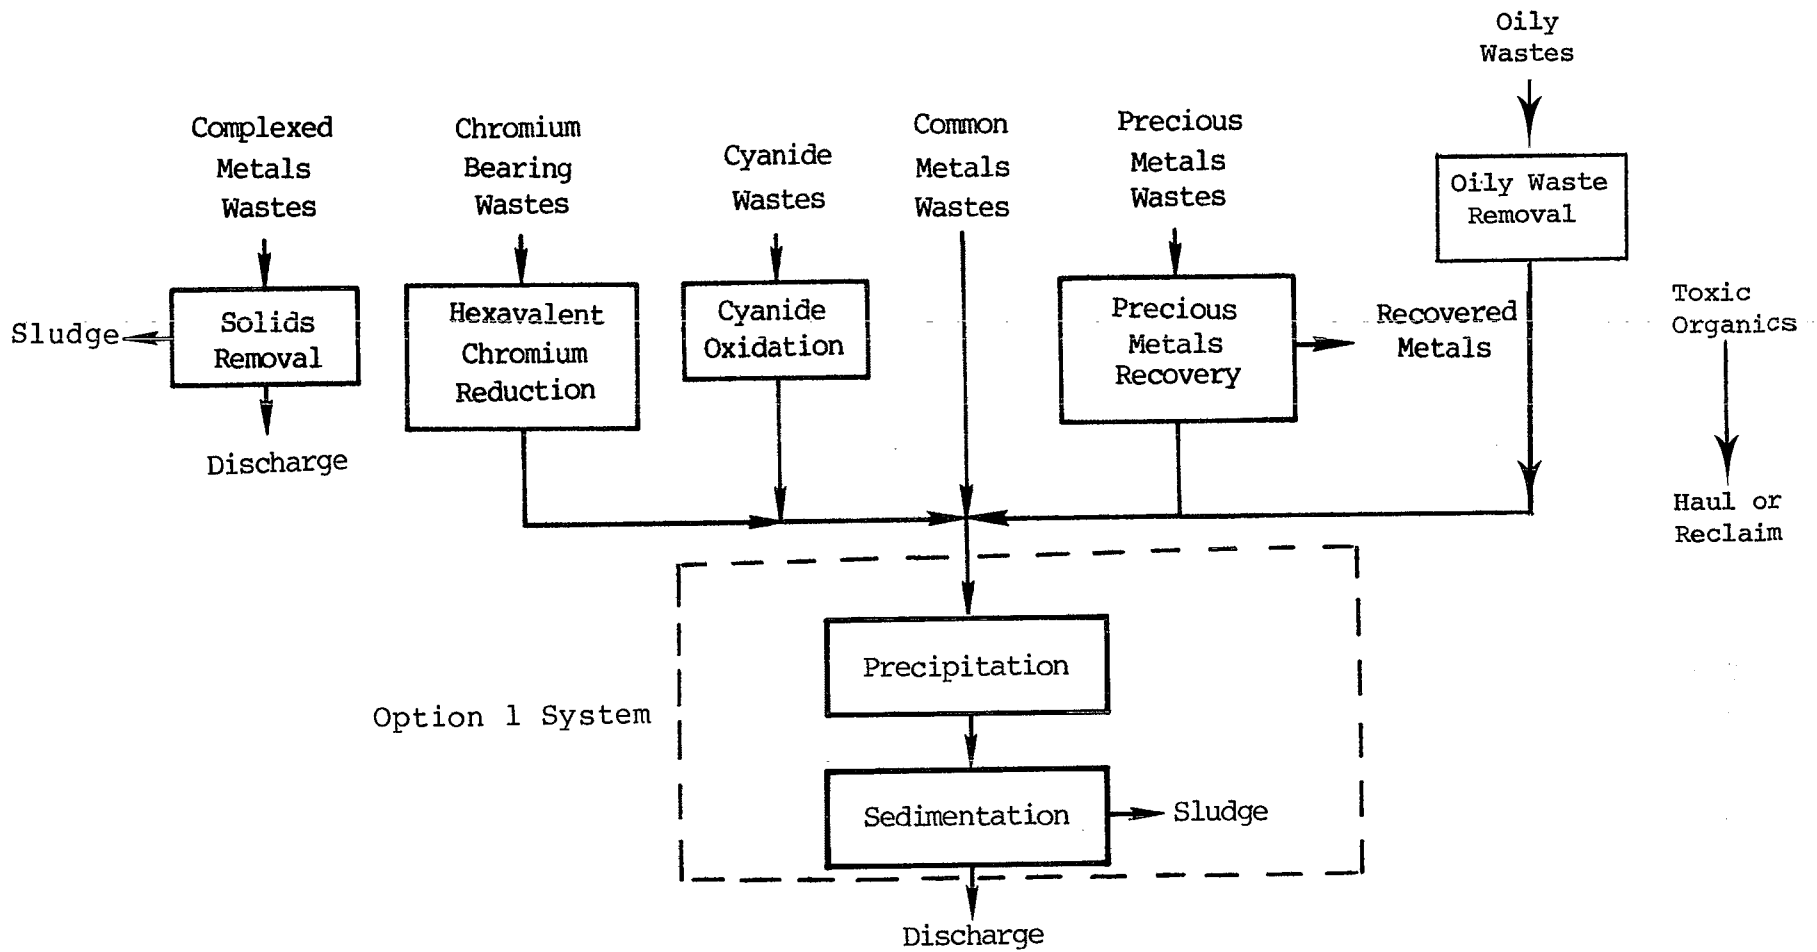 Oily
Wastes
Complexed
Metals
Wastes
Chromium
Bearing
Wastes
Cyanide
Wastes
Common
Metals
Wastes
Precious
Metals
Wastes
Oily Waste
Removal
Sludge
Solids
Removal
Hexavalent
Chromium
Reduction
Cyanide
Oxidation
Precious
Metals
Recovery
Recovered
Metals
Toxic
Organics
Discharge
Haul or
Reclaim
Option 1 System
Precipitation
Sedimentation
Sludge
Discharge